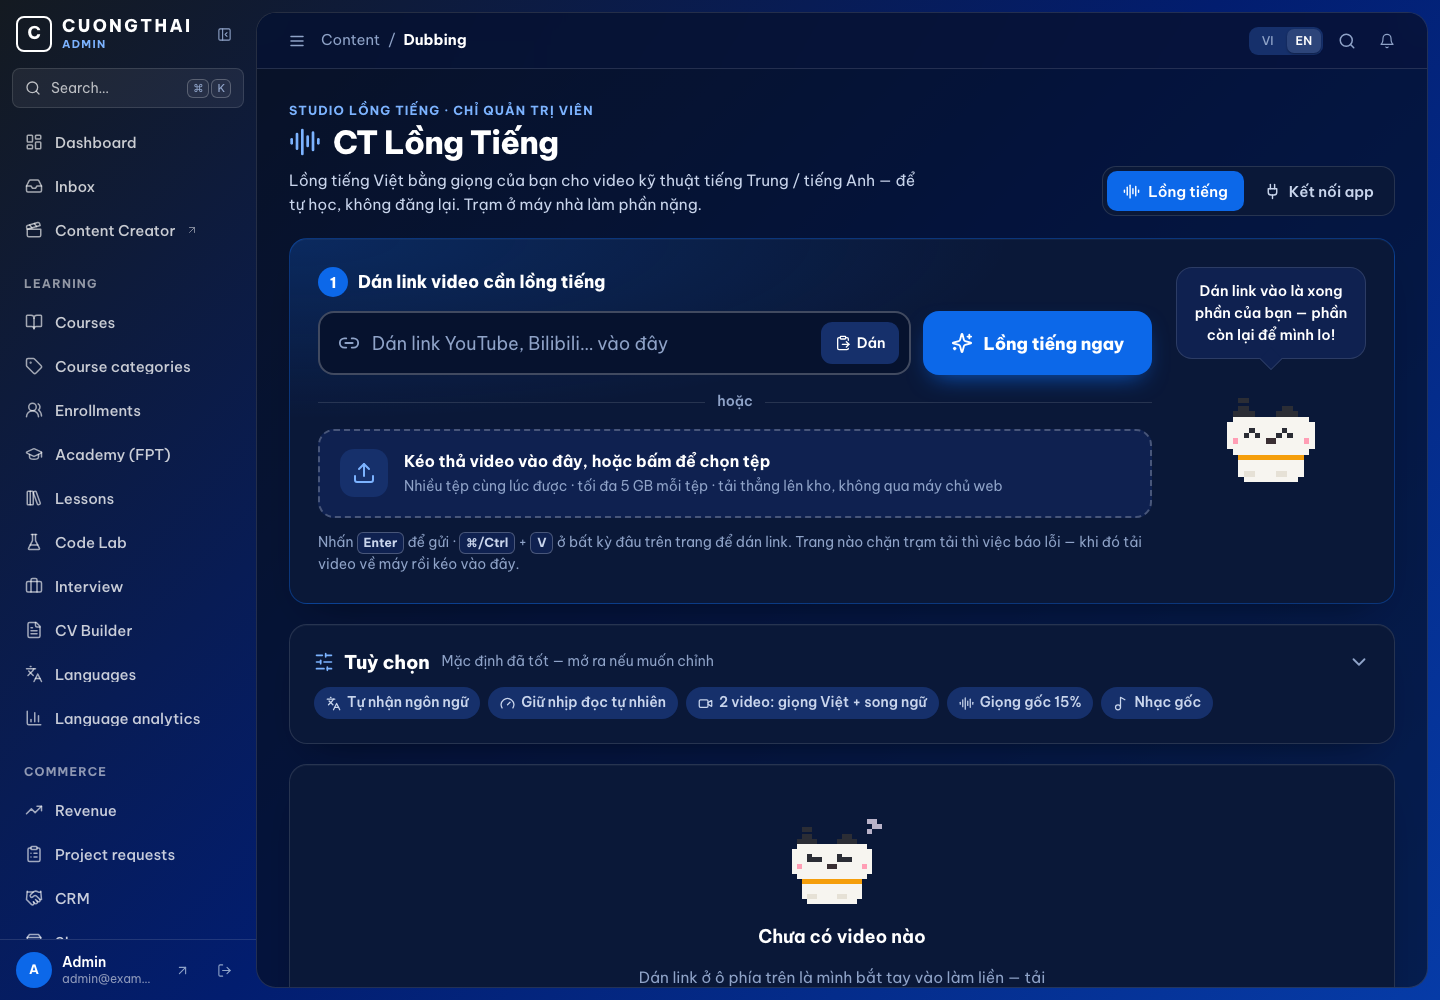 C CUONGTHAI
ADMIN
Search...
⌘ K
Dashboard
Inbox
Content Creator
LEARNING
Courses
Course categories
Enrollments
Academy (FPT)
Lessons
Code Lab
Interview
CV Builder
Languages
Language analytics
COMMERCE
Revenue
Project requests
CRM
A Admin
admin@exam...
Content / Dubbing
VI EN
STUDIO LỒNG TIẾNG · CHỈ QUẢN TRỊ VIÊN
CT Lồng Tiếng
Lồng tiếng Việt bằng giọng của bạn cho video kỹ thuật tiếng Trung / tiếng Anh — để
tự học, không đăng lại. Trạm ở máy nhà làm phần nặng.
Lồng tiếng Kết nối app
1 Dán link video cần lồng tiếng
Dán link YouTube, Bilibili... vào đây
Dán
Lồng tiếng ngay
hoặc
Kéo thả video vào đây, hoặc bấm để chọn tệp
Nhiều tệp cùng lúc được · tối đa 5 GB mỗi tệp · tải thẳng lên kho, không qua máy chủ web
Nhấn Enter để gửi · ⌘/Ctrl + V ở bất kỳ đâu trên trang để dán link. Trang nào chặn trạm tải thì việc báo lỗi — khi đó tải
video về máy rồi kéo vào đây.
Dán link vào là xong
phần của bạn — phần
còn lại để mình lo!
Tuỳ chọn Mặc định đã tốt — mở ra nếu muốn chỉnh
Tự nhận ngôn ngữ Giữ nhịp đọc tự nhiên 2 video: giọng Việt + song ngữ Giọng gốc 15% Nhạc gốc
Chưa có video nào
Dán link ở ô phía trên là mình bắt tay vào làm liền — tải